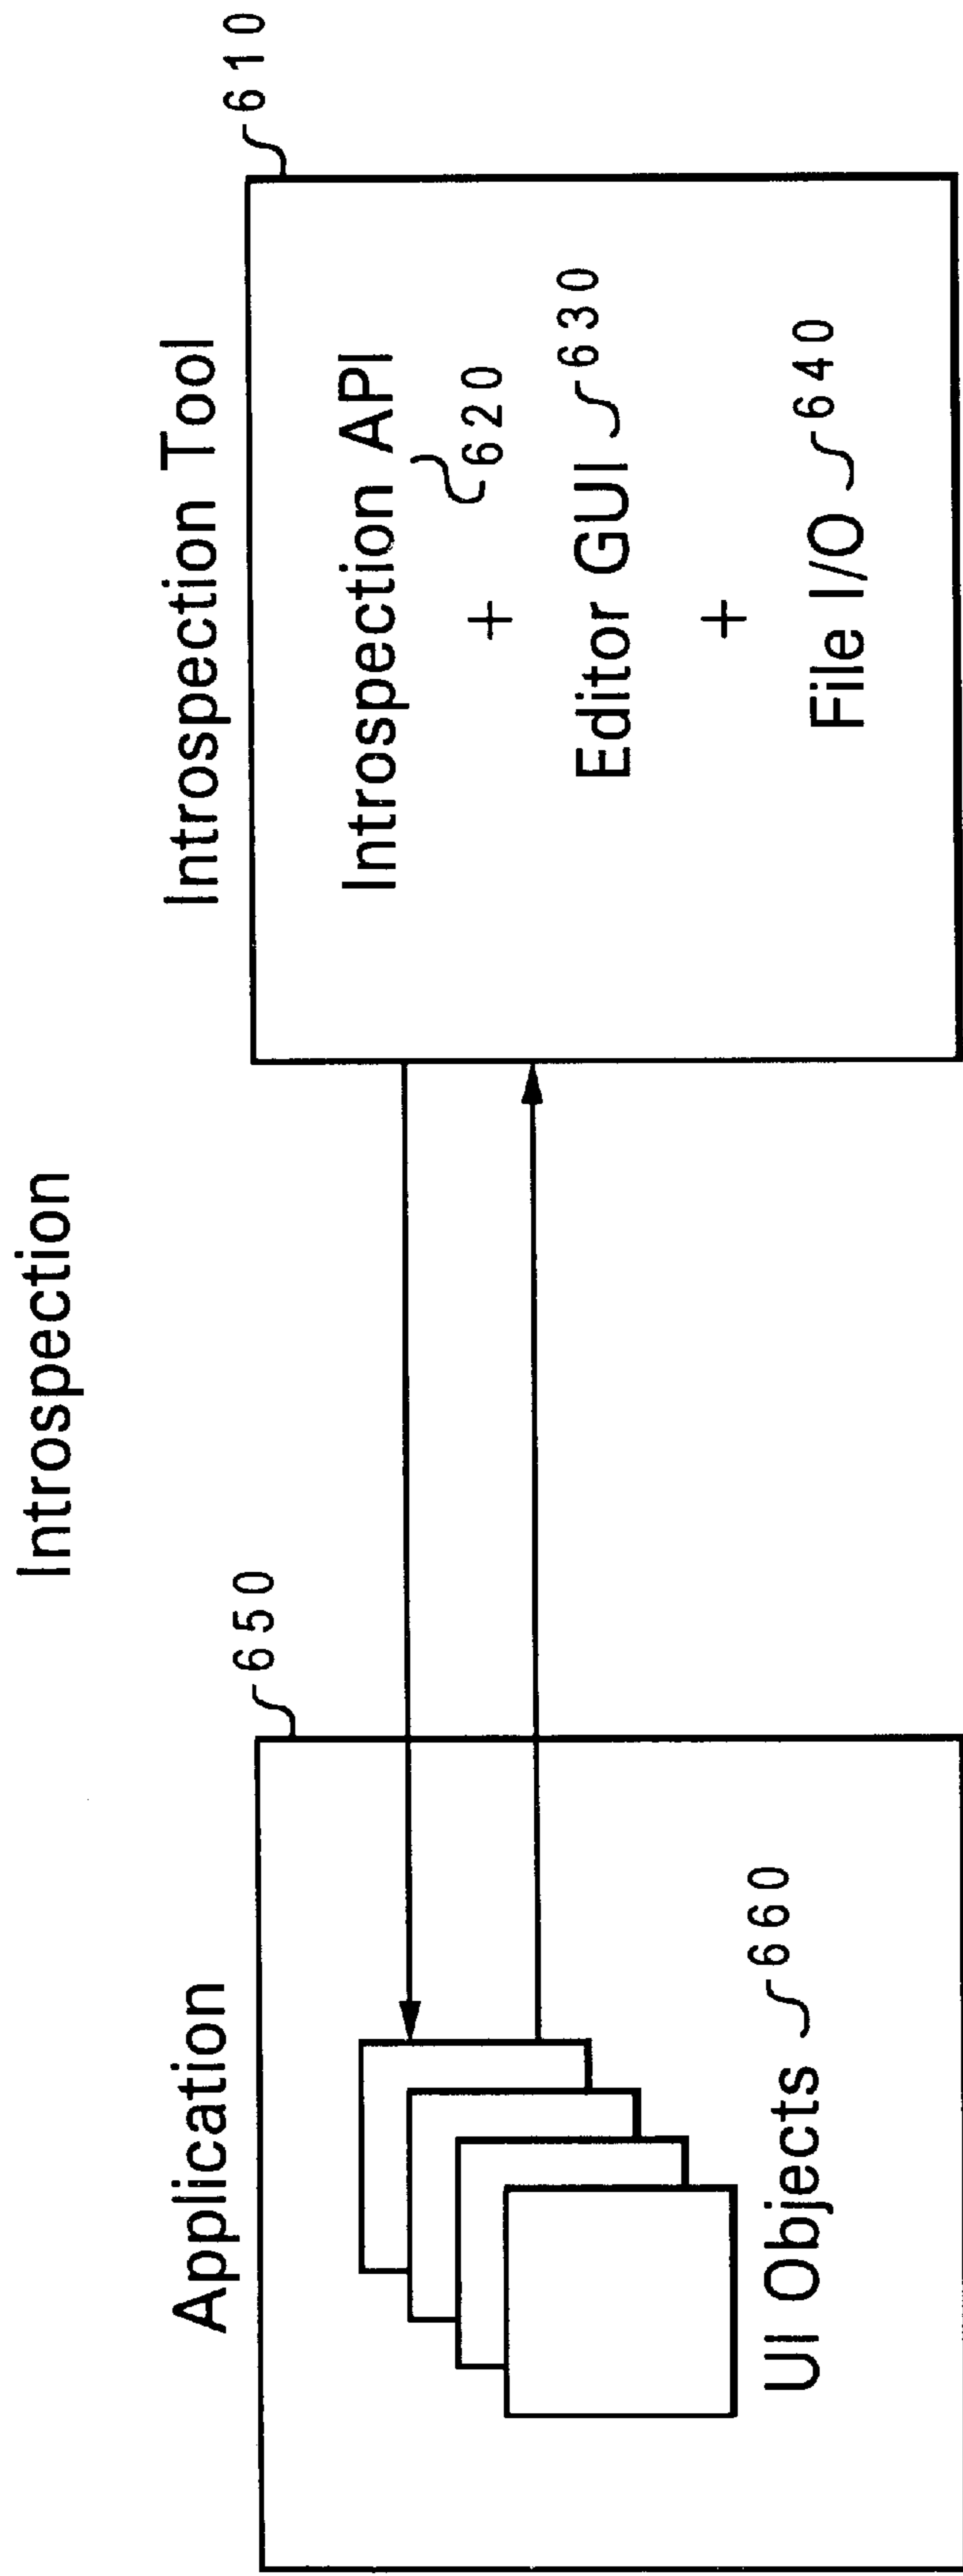 Introspection
Application
650
UI Objects 660
Introspection Tool
610
Introspection API
620
+
Editor GUI 630
+
File I/O 640